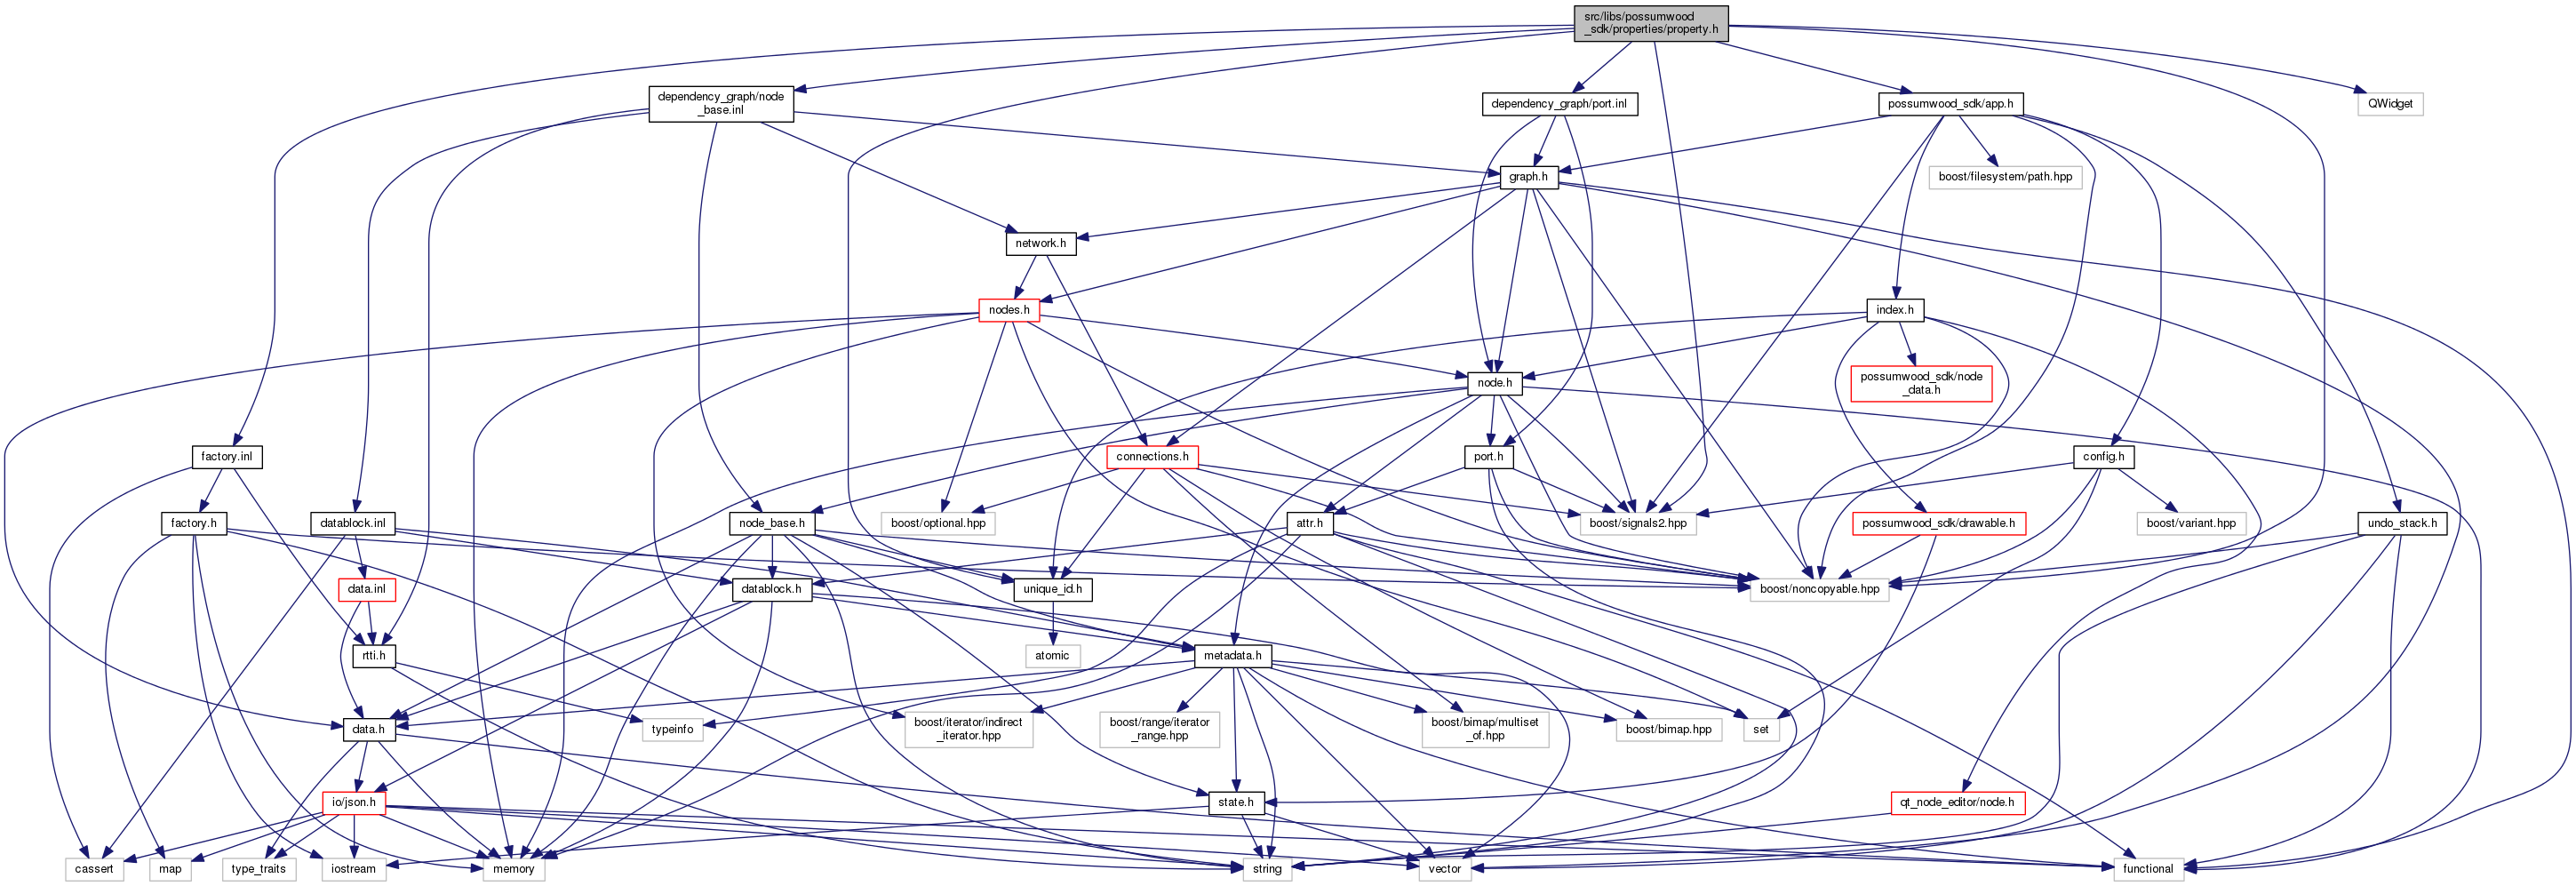 src/libs/possumwood
_sdk/properties/property.h
dependency_graph/node
_base.inl
dependency_graph/port.inl
possumwood_sdk/app.h
QWidget
graph.h
boost/filesystem/path.hpp
network.h
nodes.h
index.h
node.h
possumwood_sdk/node
_data.h
factory.inl
connections.h
port.h
config.h
factory.h
datablock.inl
node_base.h
boost/optional.hpp
attr.h
boost/signals2.hpp
possumwood_sdk/drawable.h
boost/variant.hpp
undo_stack.h
data.inl
datablock.h
unique_id.h
boost/noncopyable.hpp
rtti.h
atomic
metadata.h
data.h
typeinfo
boost/iterator/indirect
_iterator.hpp
boost/range/iterator
_range.hpp
boost/bimap/multiset
_of.hpp
boost/bimap.hpp
set
io/json.h
state.h
qt_node_editor/node.h
cassert
map
type_traits
iostream
memory
string
vector
functional